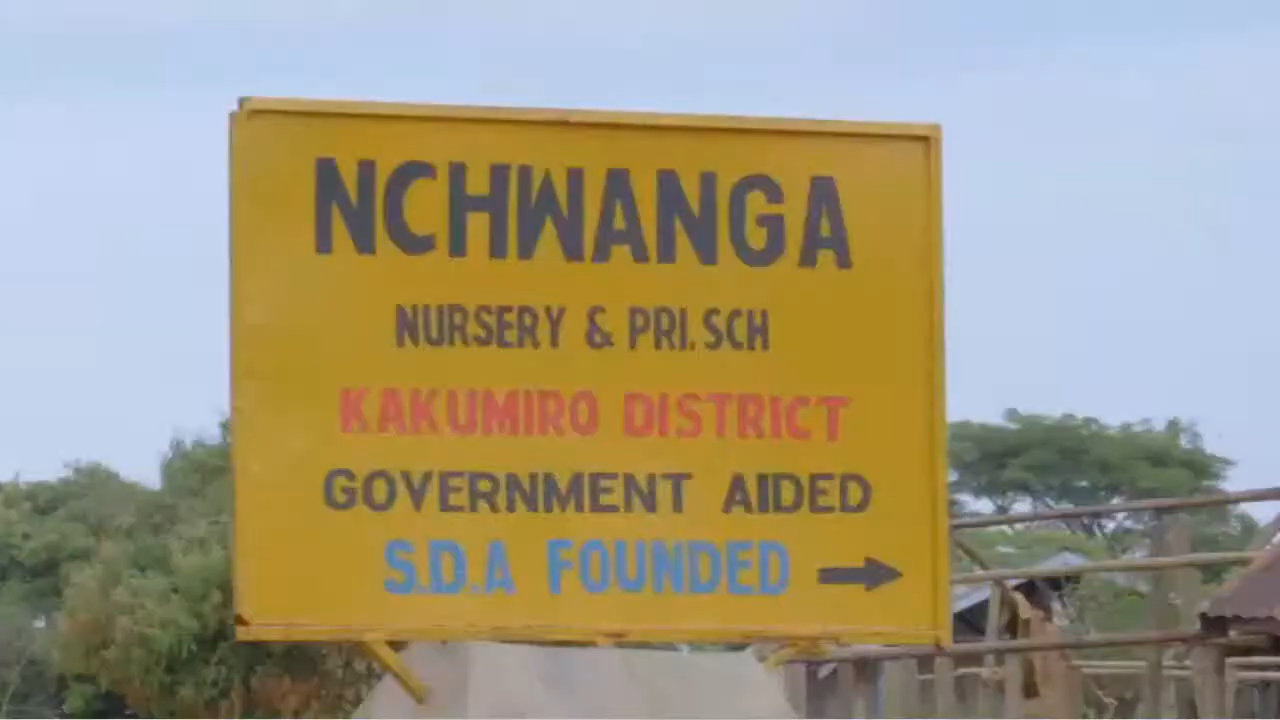 NCHWANGA
NURSERY & PRI. SCH
KAKUMIRO DISTRICT
GOVERNMENT AIDED
S.D.A FOUNDED